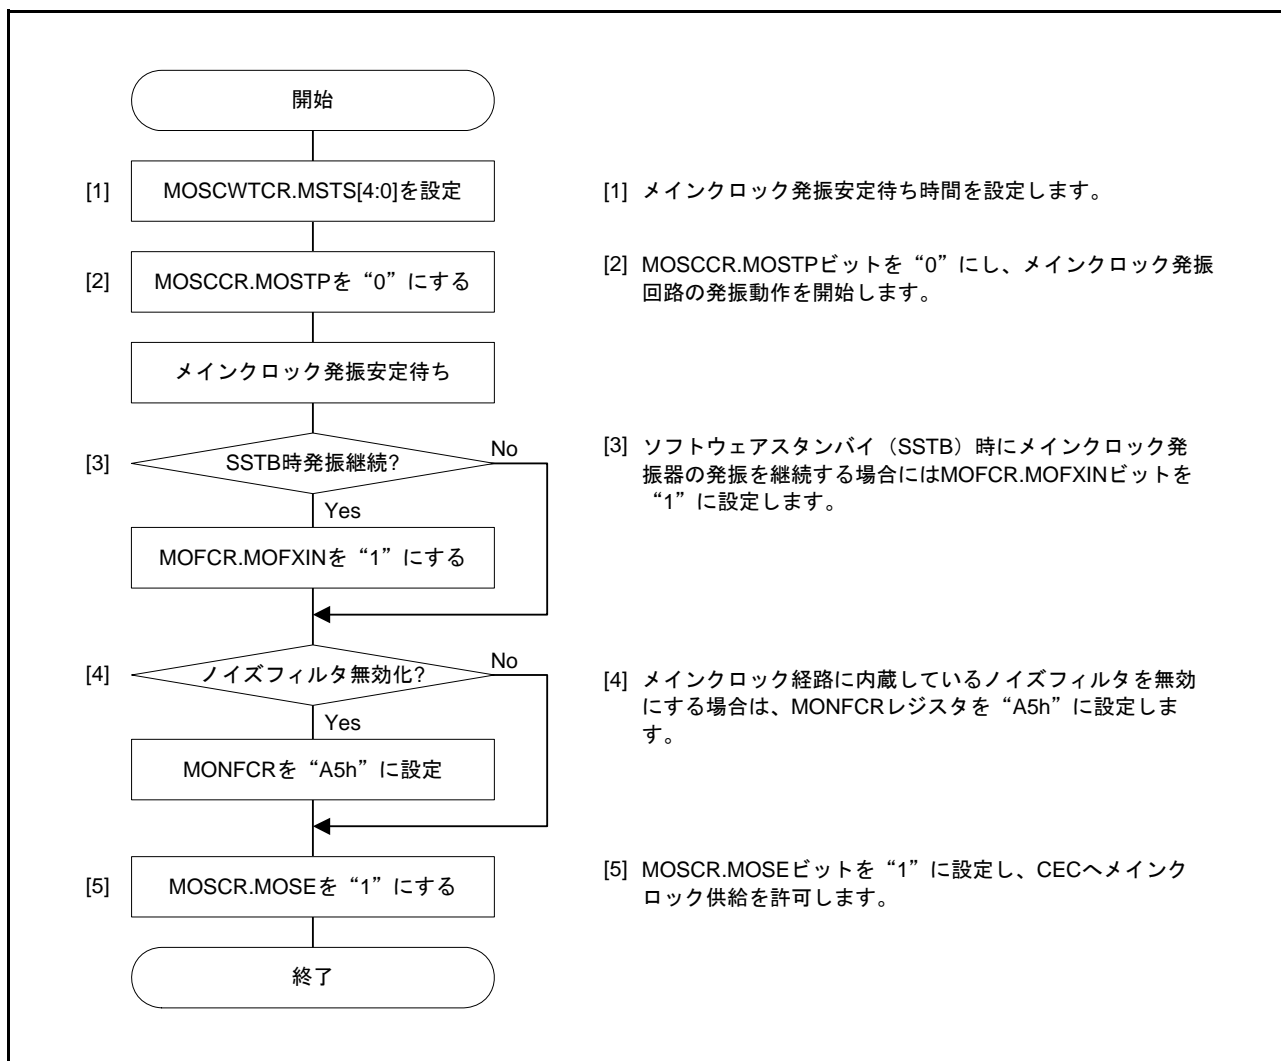 開始
[1] MOSCWTCR.MSTS[4:0]を設定
[1] メインクロック発振安定待ち時間を設定します。
[2] MOSCCR.MOSTPを“0”にする
[2] MOSCCR.MOSTPビットを“0”にし、メインクロック発振
回路の発振動作を開始します。
メインクロック発振安定待ち
[3] SSTB時発振継続?
No
Yes
[3] ソフトウェアスタンバイ（SSTB）時にメインクロック発
振器の発振を継続する場合にはMOFCR.MOFXINビットを
“1”に設定します。
MOFCR.MOFXINを“1”にする
[4] ノイズフィルタ無効化?
No
Yes
[4] メインクロック経路に内蔵しているノイズフィルタを無効
にする場合は、MONFCRレジスタを“A5h”に設定しま
す。
MONFCRを“A5h”に設定
[5] MOSCR.MOSEを“1”にする
[5] MOSCR.MOSEビットを“1”に設定し、CECへメインク
ロック供給を許可します。
終了